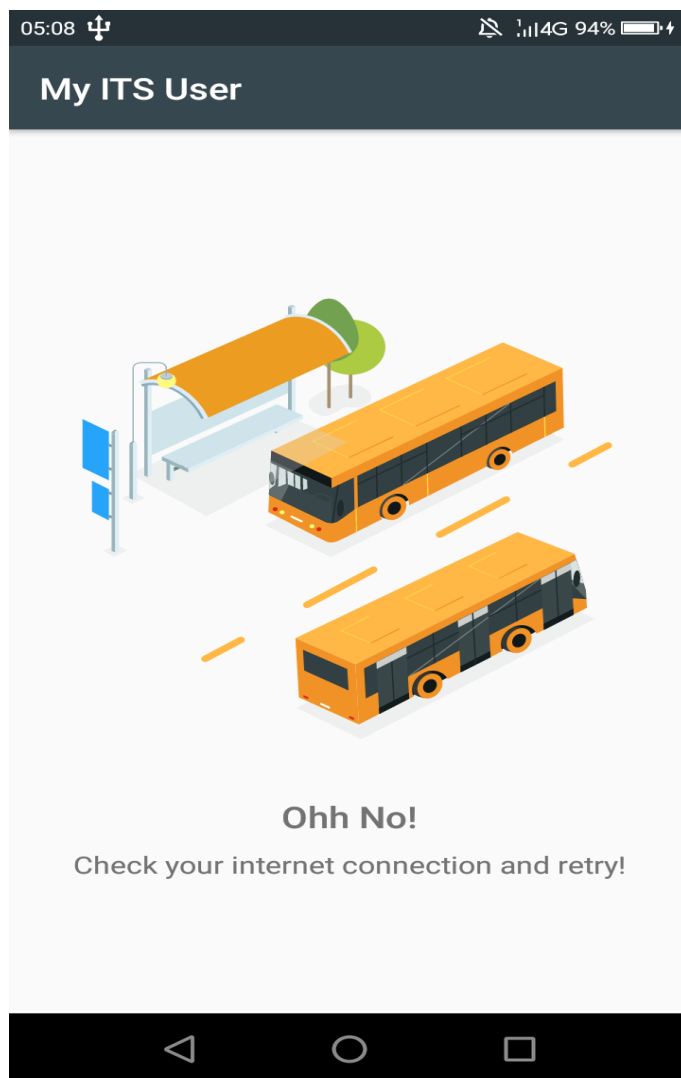 05:08 4G 94%
My ITS User
Ohh No!
Check your internet connection and retry!